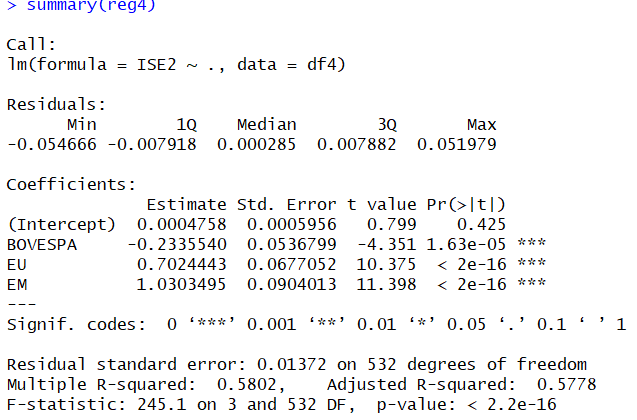 > summary(reg4)
Call:
lm(formula = ISE2 ~ ., data = df4)
Residuals:
      Min        1Q    Median        3Q       Max
-0.054666 -0.007918  0.000285  0.007882  0.051979
Coefficients:
              Estimate Std. Error t value Pr(>|t|)
(Intercept)  0.0004758  0.0005956   0.799    0.425
BOVESPA     -0.2335540  0.0536799  -4.351 1.63e-05 ***
EU           0.7024443  0.0677052  10.375  < 2e-16 ***
EM           1.0303495  0.0904013  11.398  < 2e-16 ***
---
Signif. codes:  0 ‘***’ 0.001 ‘**’ 0.01 ‘*’ 0.05 ‘.’ 0.1 ‘ ’ 1
Residual standard error: 0.01372 on 532 degrees of freedom
Multiple R-squared:  0.5802,    Adjusted R-squared:  0.5778
F-statistic: 245.1 on 3 and 532 DF,  p-value: < 2.2e-16